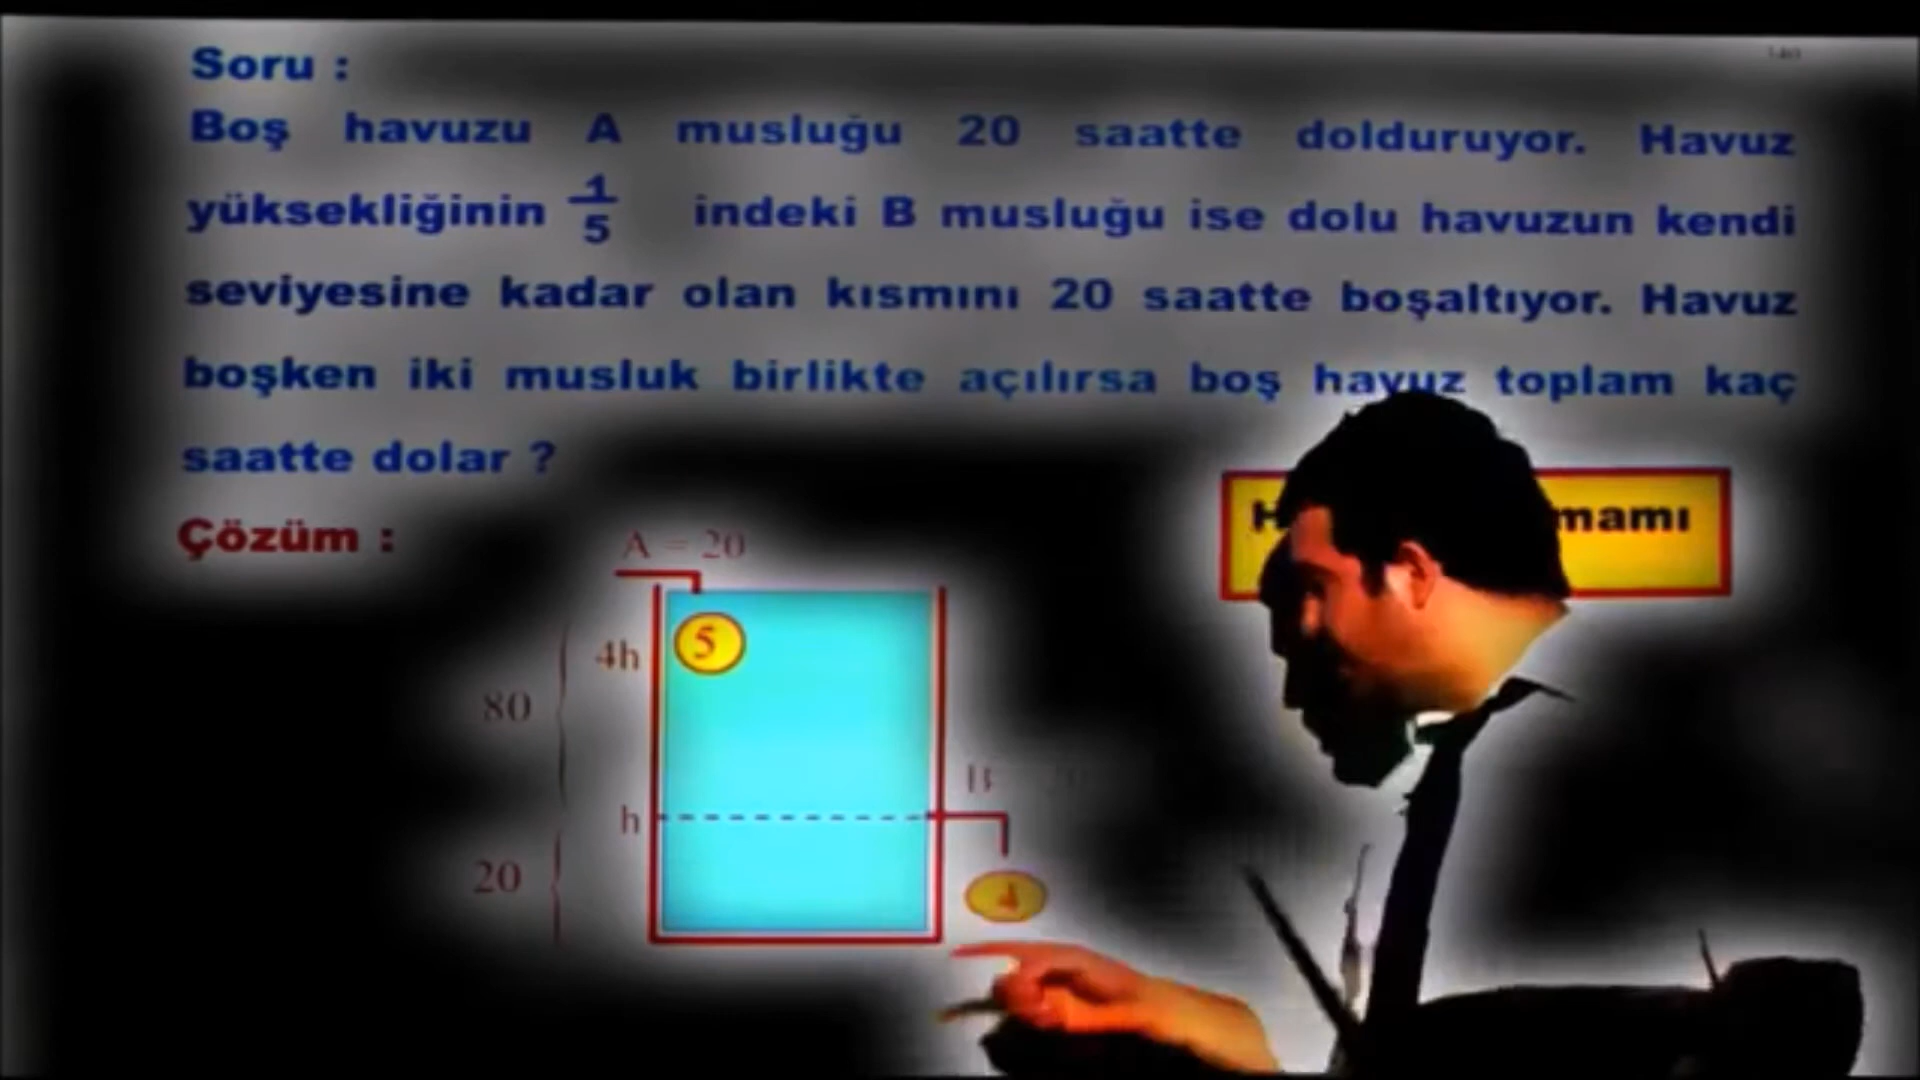 Soru :
Boş havuzu A musluğu 20 saatte dolduruyor. Havuz
yüksekliğinin 1/5 indeki B musluğu ise dolu havuzun kendi
seviyesine kadar olan kısmını 20 saatte boşaltıyor. Havuz
boşken iki musluk birlikte açılırsa boş havuz toplam kaç
saatte dolar ?
Çözüm :
mamı
A = 20
5
4h
80
B
h
20
4